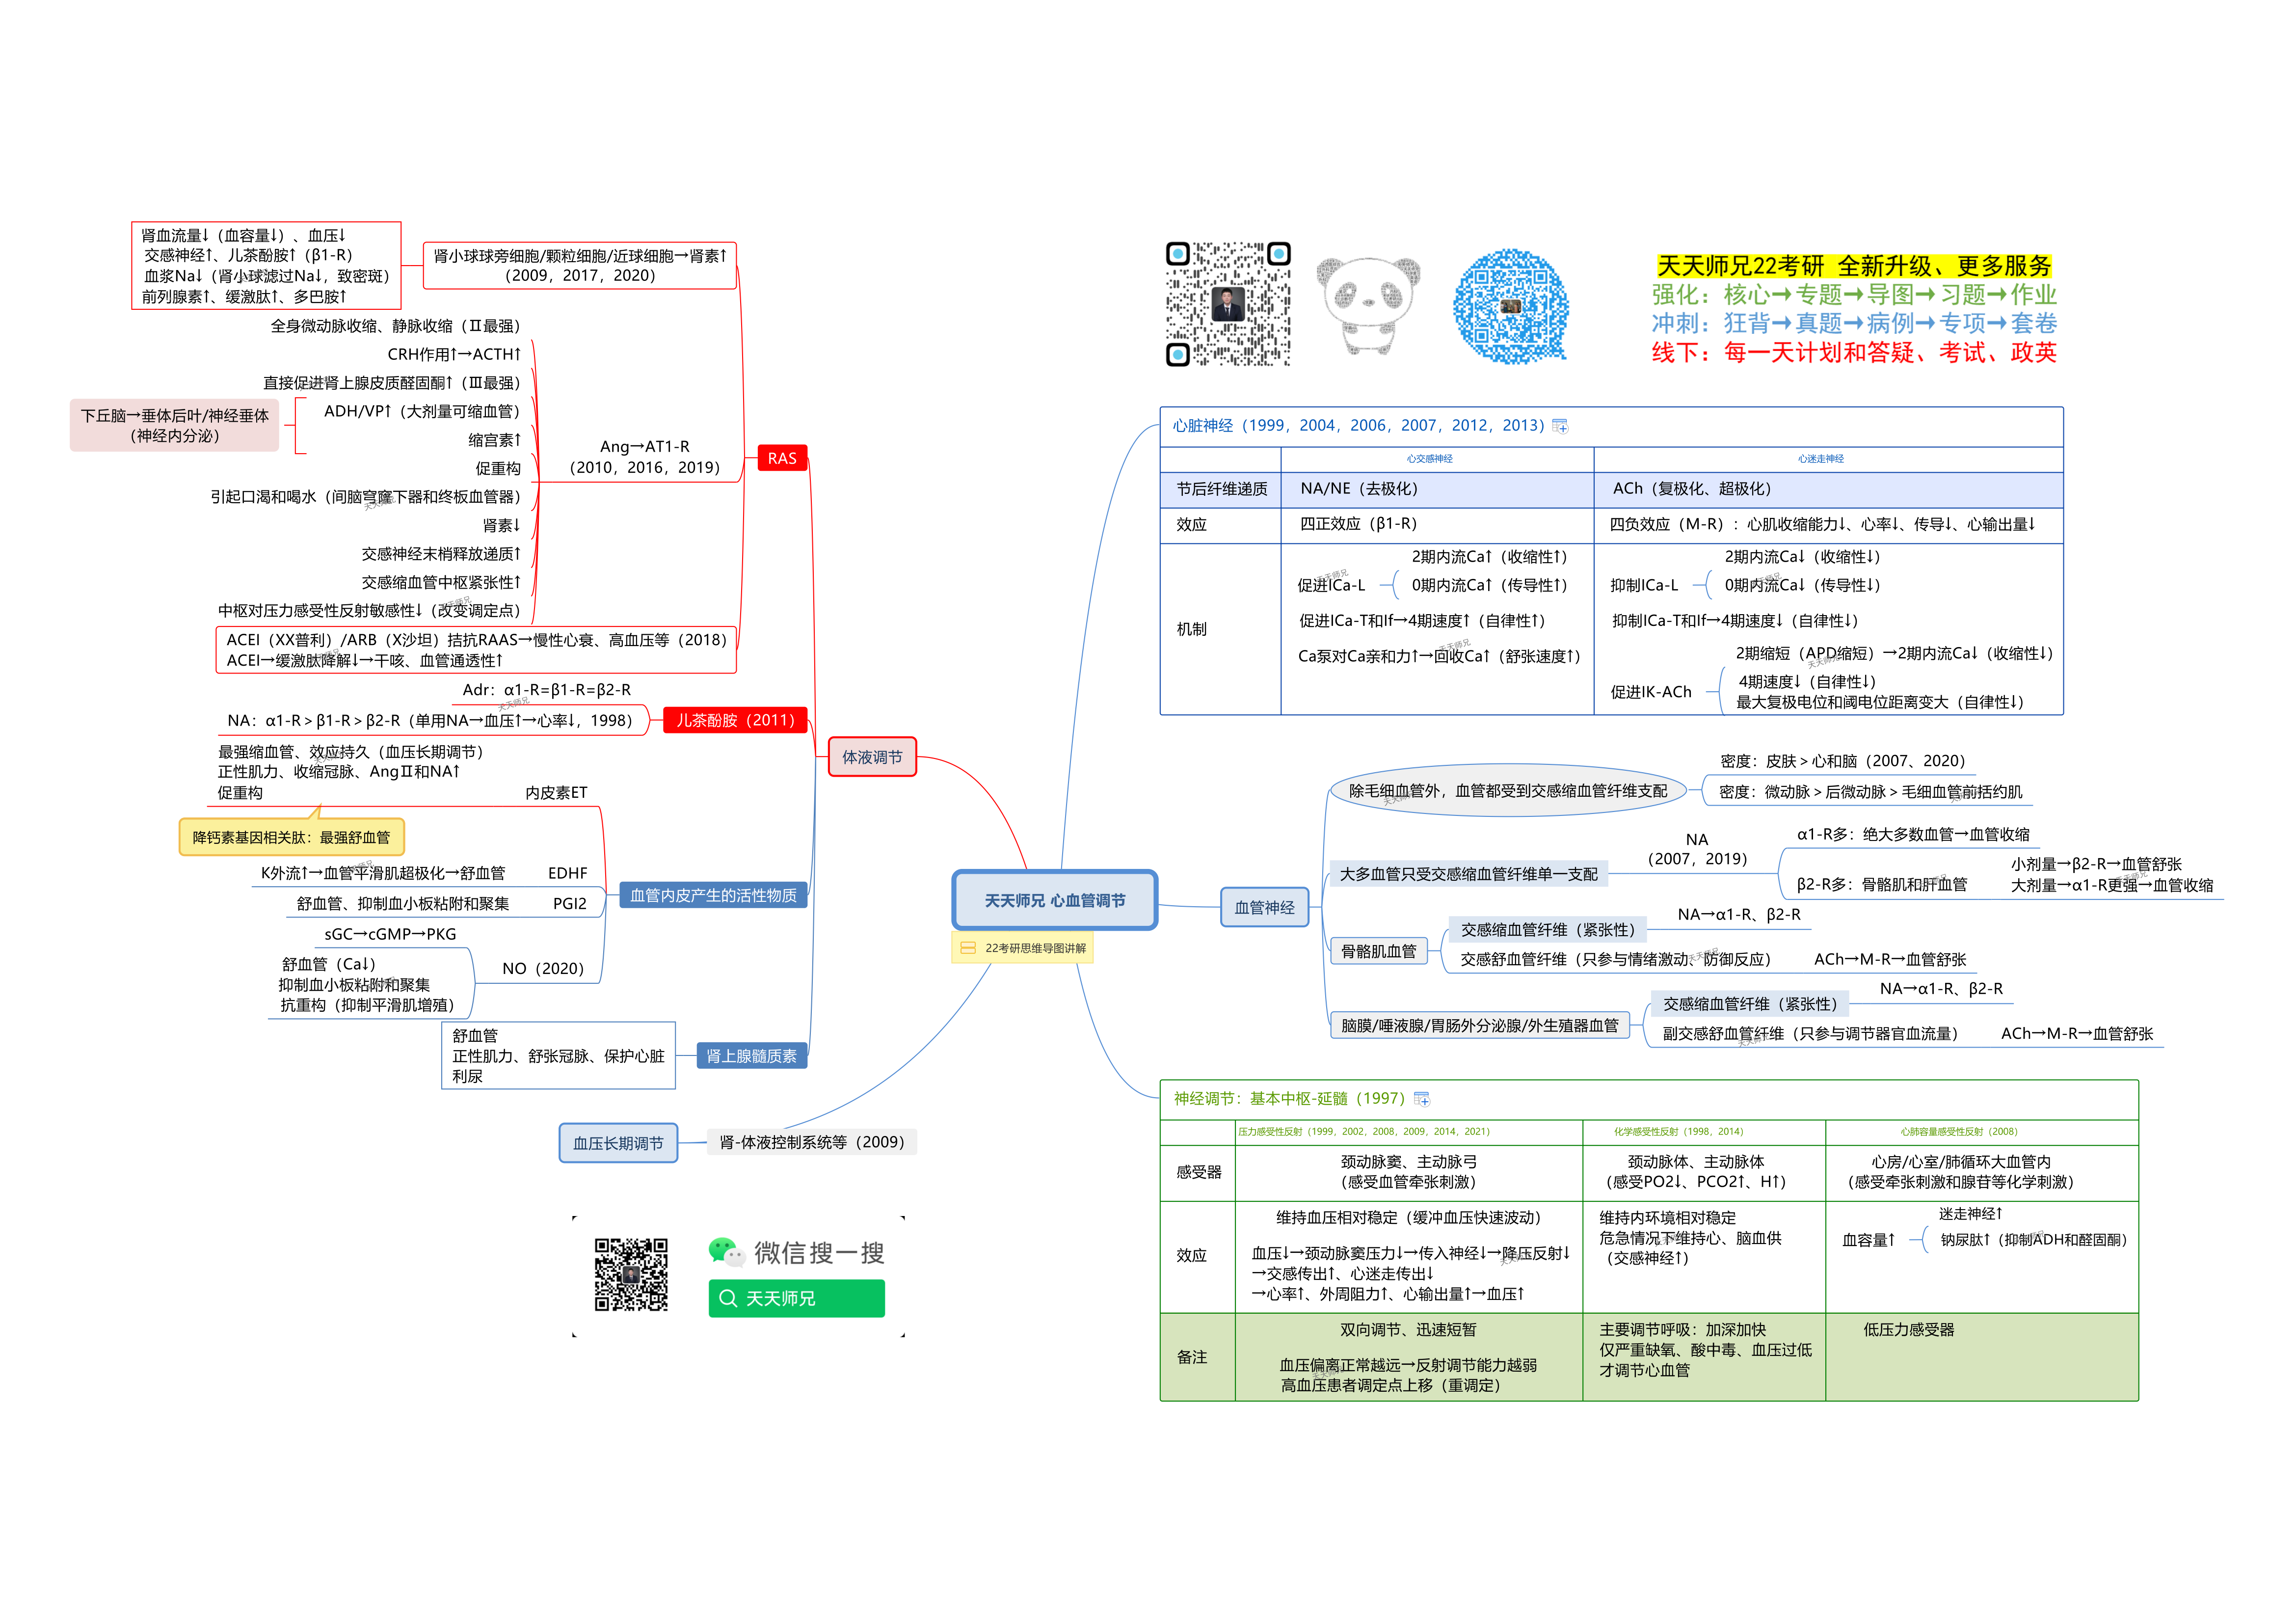 天天师兄22考研 全新升级、更多服务
强化：核心→专题→导图→习题→作业
冲刺：狂背→真题→病例→专项→套卷
线下：每一天计划和答疑、考试、政英
天天师兄 心血管调节
22考研思维导图讲解
心脏神经（1999，2004，2006，2007，2012，2013）
心交感神经
心迷走神经
节后纤维递质
NA/NE（去极化）
ACh（复极化、超极化）
效应
四正效应（β1-R）
四负效应（M-R）：心肌收缩能力↓、心率↓、传导↓、心输出量↓
机制
促进ICa-L
2期内流Ca↑（收缩性↑）
0期内流Ca↑（传导性↑）
促进ICa-T和If→4期速度↑（自律性↑）
Ca泵对Ca亲和力↑→回收Ca↑（舒张速度↑）
抑制ICa-L
2期内流Ca↓（收缩性↓）
0期内流Ca↓（传导性↓）
抑制ICa-T和If→4期速度↓（自律性↓）
促进IK-ACh
2期缩短（APD缩短）→2期内流Ca↓（收缩性↓）
4期速度↓（自律性↓）
最大复极电位和阈电位距离变大（自律性↓）
血管神经
除毛细血管外，血管都受到交感缩血管纤维支配
密度：皮肤＞心和脑（2007、2020）
密度：微动脉＞后微动脉＞毛细血管前括约肌
大多血管只受交感缩血管纤维单一支配
NA
（2007，2019）
α1-R多：绝大多数血管→血管收缩
β2-R多：骨骼肌和肝血管
小剂量→β2-R→血管舒张
大剂量→α1-R更强→血管收缩
骨骼肌血管
交感缩血管纤维（紧张性）
NA→α1-R、β2-R
交感舒血管纤维（只参与情绪激动、防御反应）
ACh→M-R→血管舒张
脑膜/唾液腺/胃肠外分泌腺/外生殖器血管
交感缩血管纤维（紧张性）
NA→α1-R、β2-R
副交感舒血管纤维（只参与调节器官血流量）
ACh→M-R→血管舒张
神经调节：基本中枢-延髓（1997）
压力感受性反射（1999，2002，2008，2009，2014，2021）
化学感受性反射（1998，2014）
心肺容量感受性反射（2008）
感受器
颈动脉窦、主动脉弓
（感受血管牵张刺激）
颈动脉体、主动脉体
（感受PO2↓、PCO2↑、H↑）
心房/心室/肺循环大血管内
（感受牵张刺激和腺苷等化学刺激）
效应
维持血压相对稳定（缓冲血压快速波动）
血压↓→颈动脉窦压力↓→传入神经↓→降压反射↓
→交感传出↑、心迷走传出↓
→心率↑、外周阻力↑、心输出量↑→血压↑
维持内环境相对稳定
危急情况下维持心、脑血供
（交感神经↑）
血容量↑
迷走神经↑
钠尿肽↑（抑制ADH和醛固酮）
备注
双向调节、迅速短暂
血压偏离正常越远→反射调节能力越弱
高血压患者调定点上移（重调定）
主要调节呼吸：加深加快
仅严重缺氧、酸中毒、血压过低
才调节心血管
低压力感受器
体液调节
RAS
肾小球球旁细胞/颗粒细胞/近球细胞→肾素↑
（2009，2017，2020）
肾血流量↓（血容量↓）、血压↓
交感神经↑、儿茶酚胺↑（β1-R）
血浆Na↓（肾小球滤过Na↓，致密斑）
前列腺素↑、缓激肽↑、多巴胺↑
Ang→AT1-R
（2010，2016，2019）
全身微动脉收缩、静脉收缩（Ⅱ最强）
CRH作用↑→ACTH↑
直接促进肾上腺皮质醛固酮↑（Ⅲ最强）
ADH/VP↑（大剂量可缩血管）
缩宫素↑
下丘脑→垂体后叶/神经垂体
（神经内分泌）
促重构
引起口渴和喝水（间脑穹窿下器和终板血管器）
肾素↓
交感神经末梢释放递质↑
交感缩血管中枢紧张性↑
中枢对压力感受性反射敏感性↓（改变调定点）
ACEI（XX普利）/ARB（X沙坦）拮抗RAAS→慢性心衰、高血压等（2018）
ACEI→缓激肽降解↓→干咳、血管通透性↑
儿茶酚胺（2011）
Adr：α1-R=β1-R=β2-R
NA：α1-R＞β1-R＞β2-R（单用NA→血压↑→心率↓，1998）
血管内皮产生的活性物质
内皮素ET
最强缩血管、效应持久（血压长期调节）
正性肌力、收缩冠脉、AngⅡ和NA↑
促重构
降钙素基因相关肽：最强舒血管
EDHF
K外流↑→血管平滑肌超极化→舒血管
PGI2
舒血管、抑制血小板粘附和聚集
NO（2020）
sGC→cGMP→PKG
舒血管（Ca↓）
抑制血小板粘附和聚集
抗重构（抑制平滑肌增殖）
肾上腺髓质素
舒血管
正性肌力、舒张冠脉、保护心脏
利尿
血压长期调节
肾-体液控制系统等（2009）
微信搜一搜
天天师兄